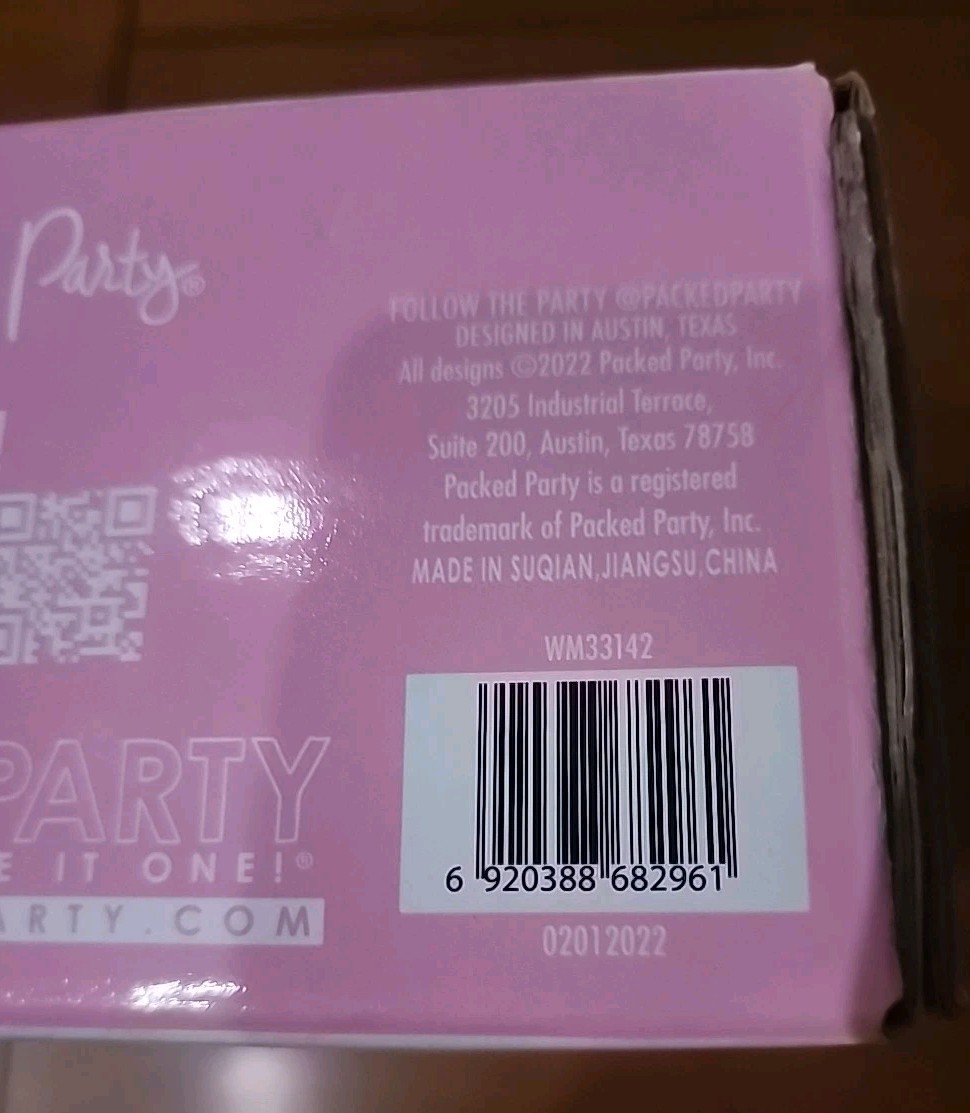 Party®
FOLLOW THE PARTY @PACKEDPARTY
DESIGNED IN AUSTIN, TEXAS
All designs ©2022 Packed Party, Inc.
3205 Industrial Terrace,
Suite 200, Austin, Texas 78758
Packed Party is a registered
trademark of Packed Party, Inc.
MADE IN SUQIAN,JIANGSU,CHINA
WM33142
6 920388 682961
02012022
PARTY
E IT ONE!®
ARTY.COM